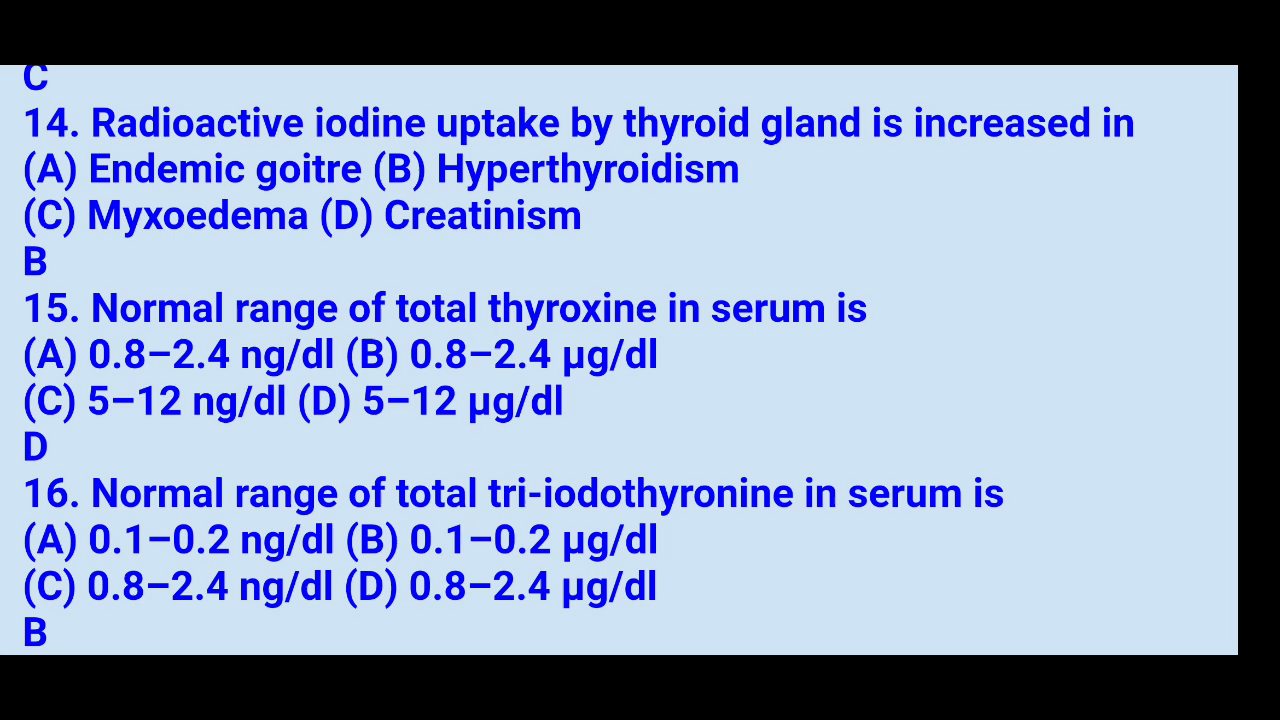 C
14. Radioactive iodine uptake by thyroid gland is increased in
(A) Endemic goitre (B) Hyperthyroidism
(C) Myxoedema (D) Creatinism
B
15. Normal range of total thyroxine in serum is
(A) 0.8–2.4 ng/dl (B) 0.8–2.4 μg/dl
(C) 5–12 ng/dl (D) 5–12 μg/dl
D
16. Normal range of total tri-iodothyronine in serum is
(A) 0.1–0.2 ng/dl (B) 0.1–0.2 μg/dl
(C) 0.8–2.4 ng/dl (D) 0.8–2.4 μg/dl
B